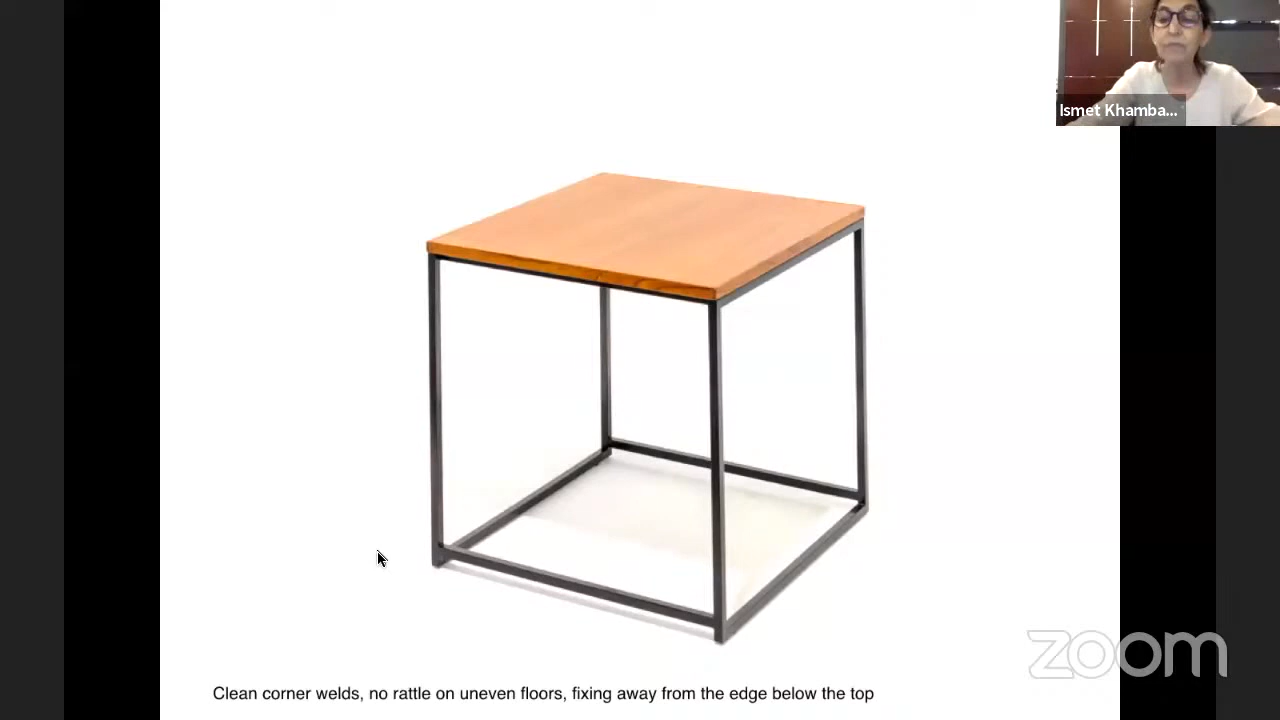 Ismet Khamba...
zoom
Clean corner welds, no rattle on uneven floors, fixing away from the edge below the top